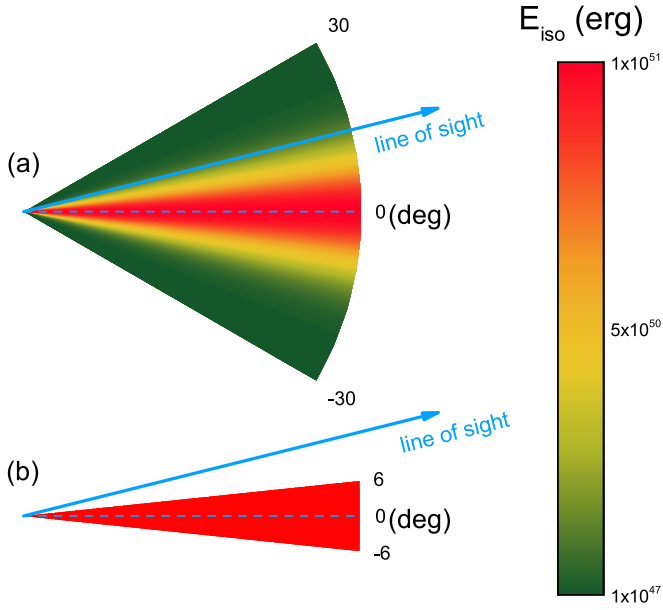 E_iso (erg)
1x10^51
5x10^50
1x10^47
(a)
30
line of sight
0 (deg)
-30
(b)
line of sight
6
0 (deg)
-6